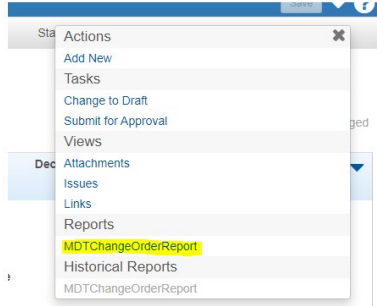 Save ?
Sta Actions ✖
Add New
Tasks
Change to Draft
Submit for Approval
ged
Views
Dec Attachments
Issues
Links
Reports
MDTChangeOrderReport
Historical Reports
e
MDTChangeOrderReport